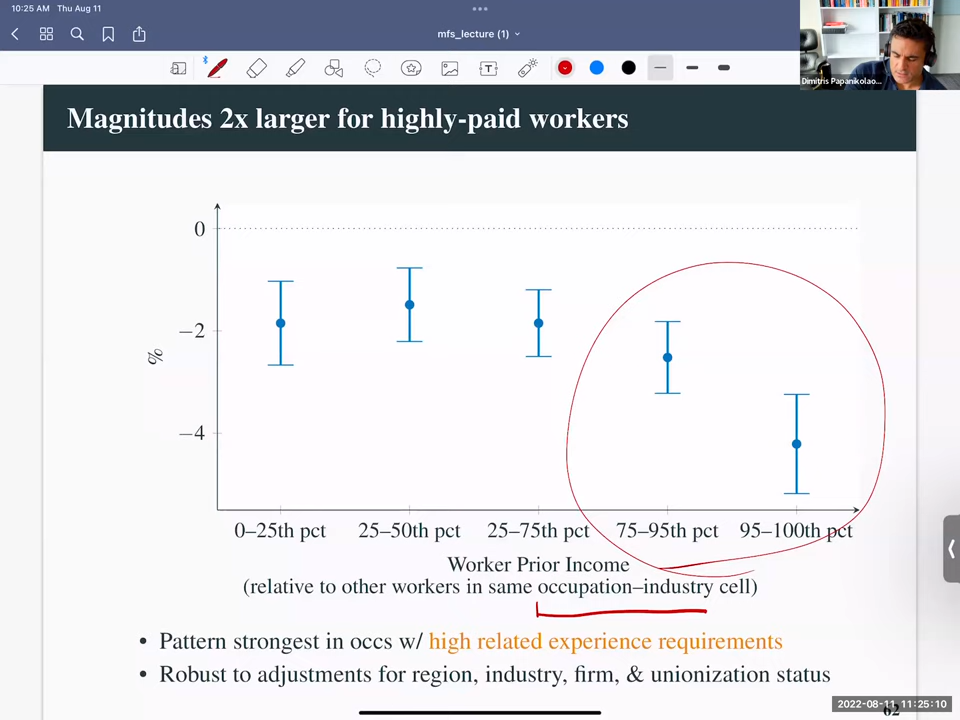 10:25 AM Thu Aug 11
mfs_lecture (1)
Dimitris Papanikolao...
Magnitudes 2x larger for highly-paid workers
0
−2
%
−4
0–25th pct 25–50th pct 25–75th pct 75–95th pct 95–100th pct
Worker Prior Income
(relative to other workers in same occupation–industry cell)
• Pattern strongest in occs w/ high related experience requirements
• Robust to adjustments for region, industry, firm, & unionization status
2022-08-11 11:25:10
62